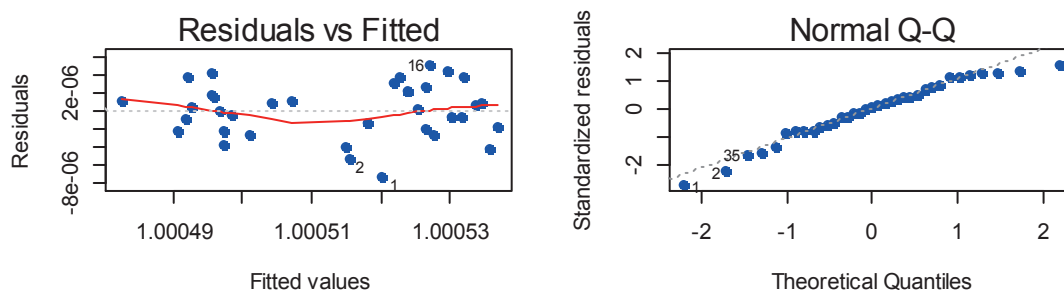 Residuals vs Fitted
Residuals
2e-06
-8e-06
16
2
1
1.00049
1.00051
1.00053
Fitted values
Normal Q-Q
Standardized residuals
2
1
0
-2
35
2
1
-2
-1
0
1
2
Theoretical Quantiles